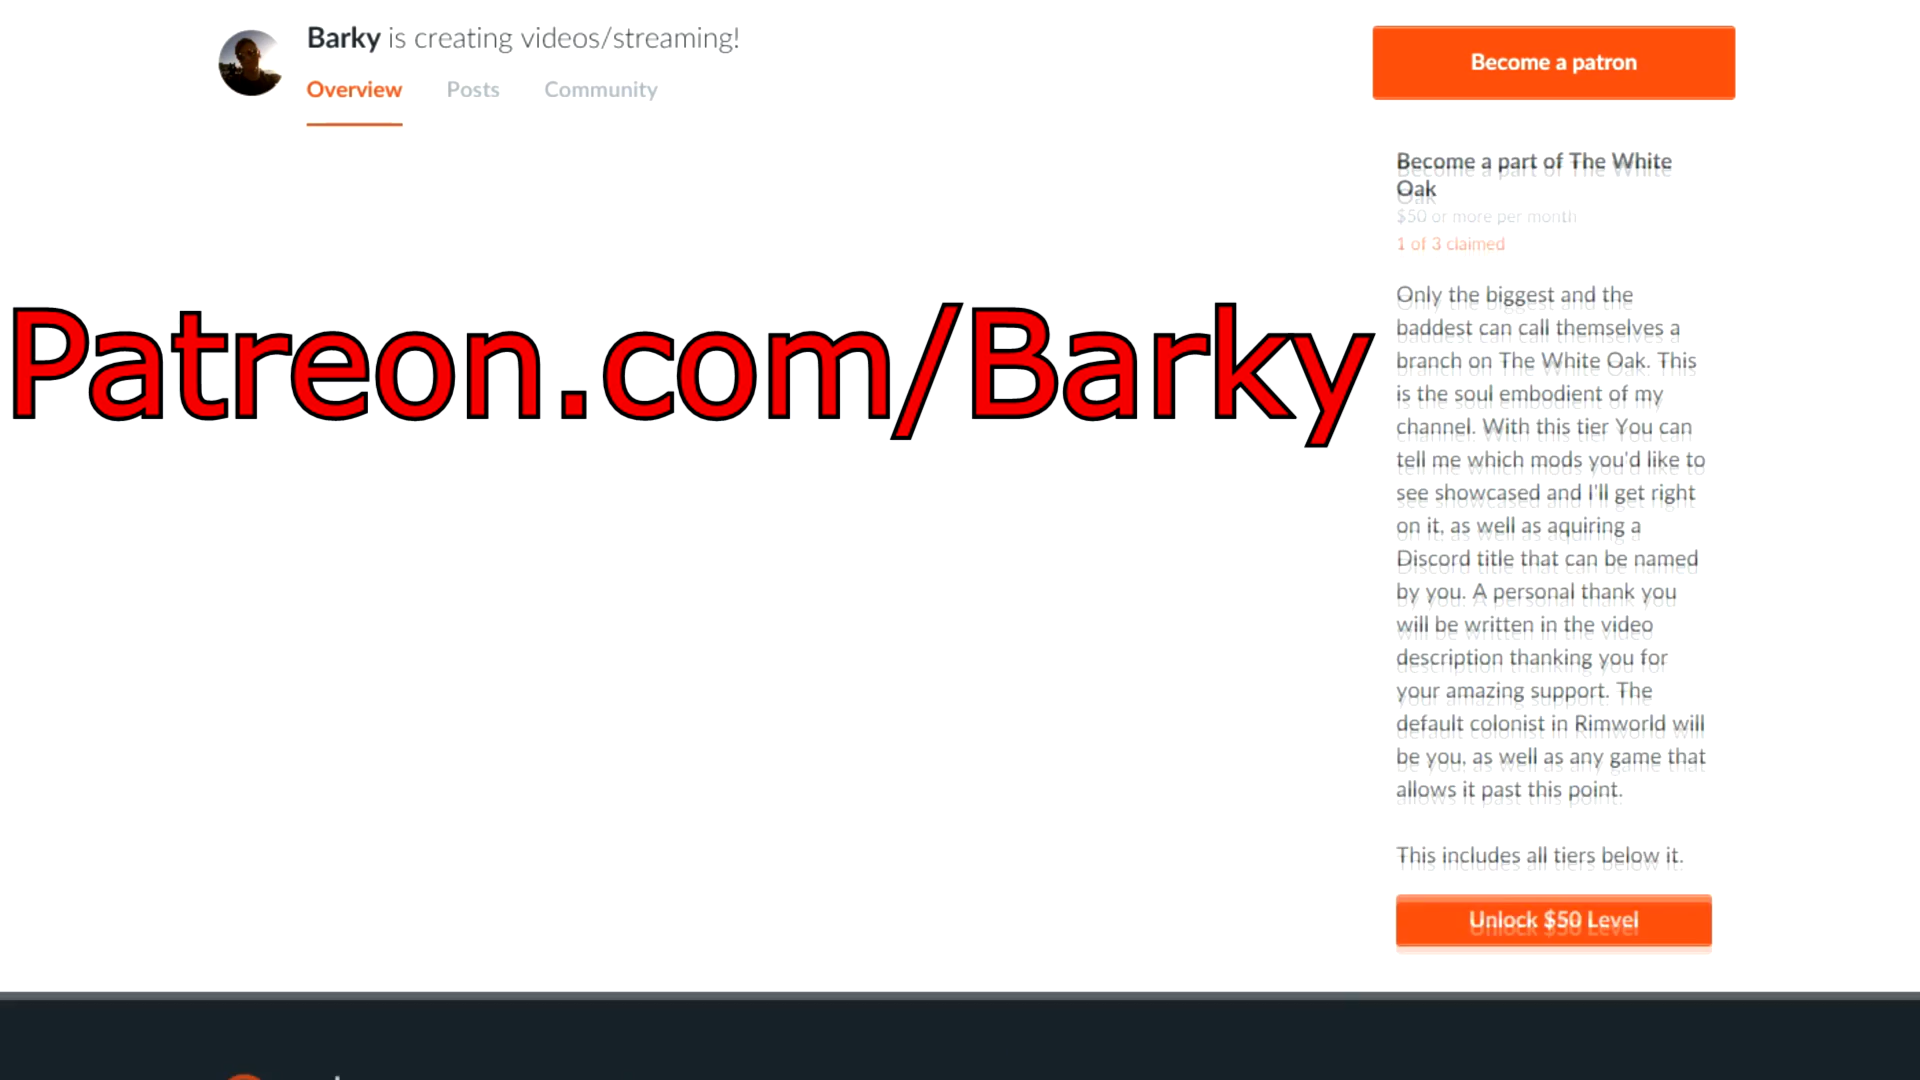 Barky is creating videos/streaming!
Overview Posts Community
Become a patron
Patreon.com/Barky
Become a part of The White
Oak
$50 or more per month
1 of 3 claimed
Only the biggest and the
baddest can call themselves a
branch on The White Oak. This
is the soul embodient of my
channel. With this tier You can
tell me which mods you'd like to
see showcased and I'll get right
on it, as well as aquiring a
Discord title that can be named
by you. A personal thank you
will be written in the video
description thanking you for
your amazing support. The
default colonist in Rimworld will
be you, as well as any game that
allows it past this point.
This includes all tiers below it.
Unlock $50 Level